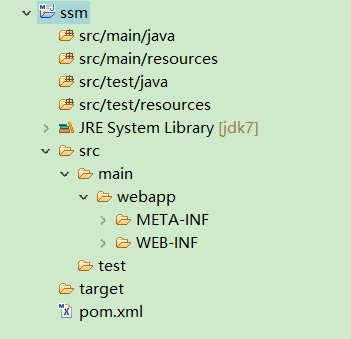 ssm
src/main/java
src/main/resources
src/test/java
src/test/resources
JRE System Library [jdk7]
src
main
webapp
META-INF
WEB-INF
test
target
pom.xml